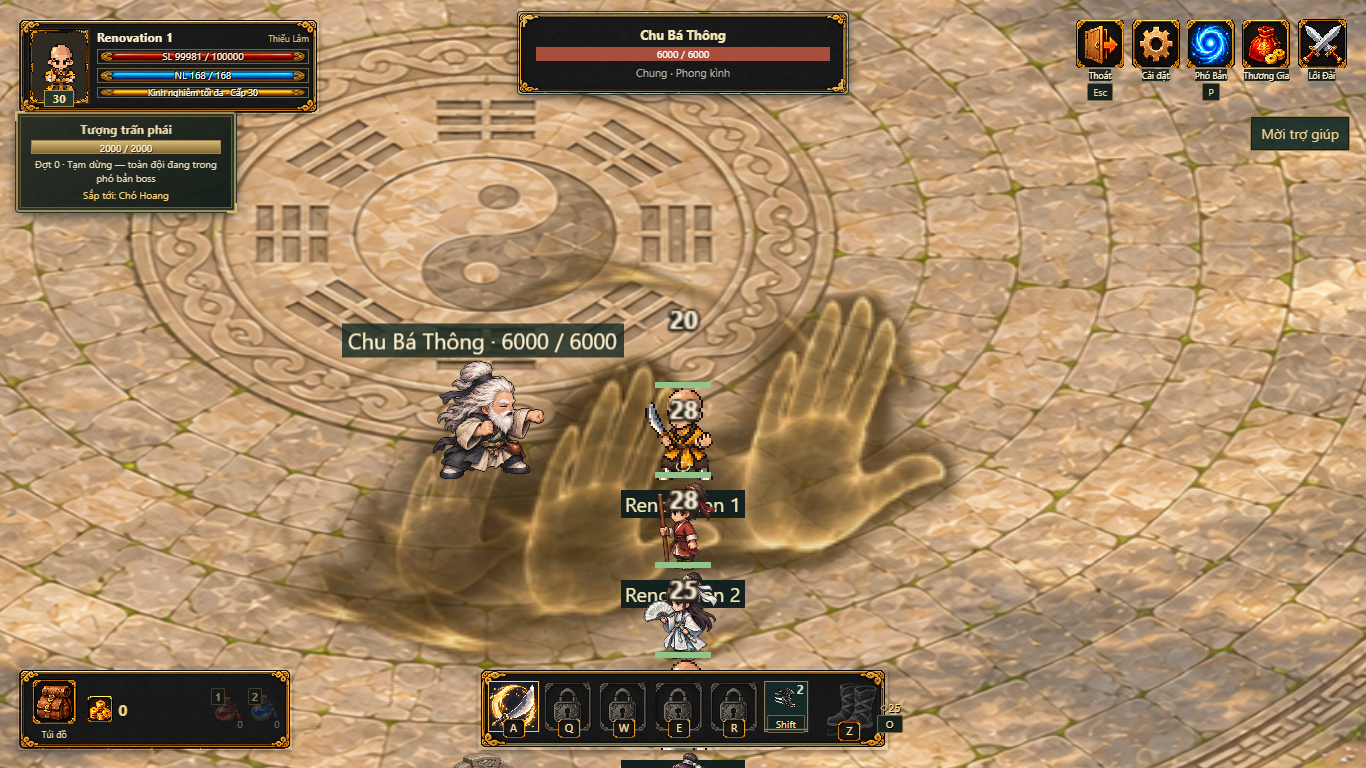 Renovation 1
Thiếu Lâm
SL 99981 / 100000
NL 168 / 168
Kinh nghiệm tối đa · Cấp 30
30
Tượng trấn phái
2000 / 2000
Đợt 0 · Tạm dừng — toàn đội đang trong
phó bản boss
Sắp tới: Chó Hoang
Chu Bá Thông
6000 / 6000
Chung · Phong kình
Thoát
Esc
Cài đặt
Phó Bản
P
Thương Gia
Lôi Đài
Mời trợ giúp
20
Chu Bá Thông · 6000 / 6000
28
28
n 1
25
n 2
Túi đồ
0
1
0
2
0
A
Q
W
E
R
2
Shift
Z
25
O